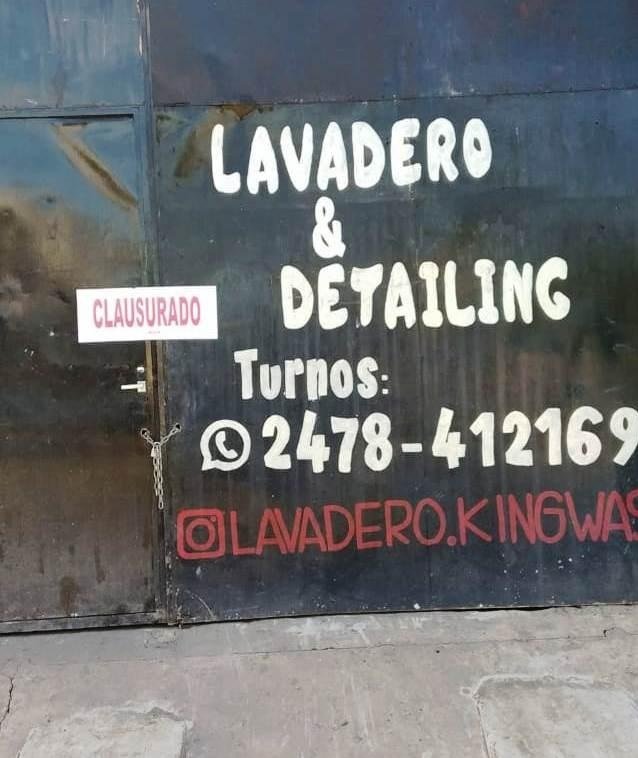 LAVADERO
&
DETAILING
CLAUSURADO
Turnos:
2478-412169
LAVADERO.KINGWAS